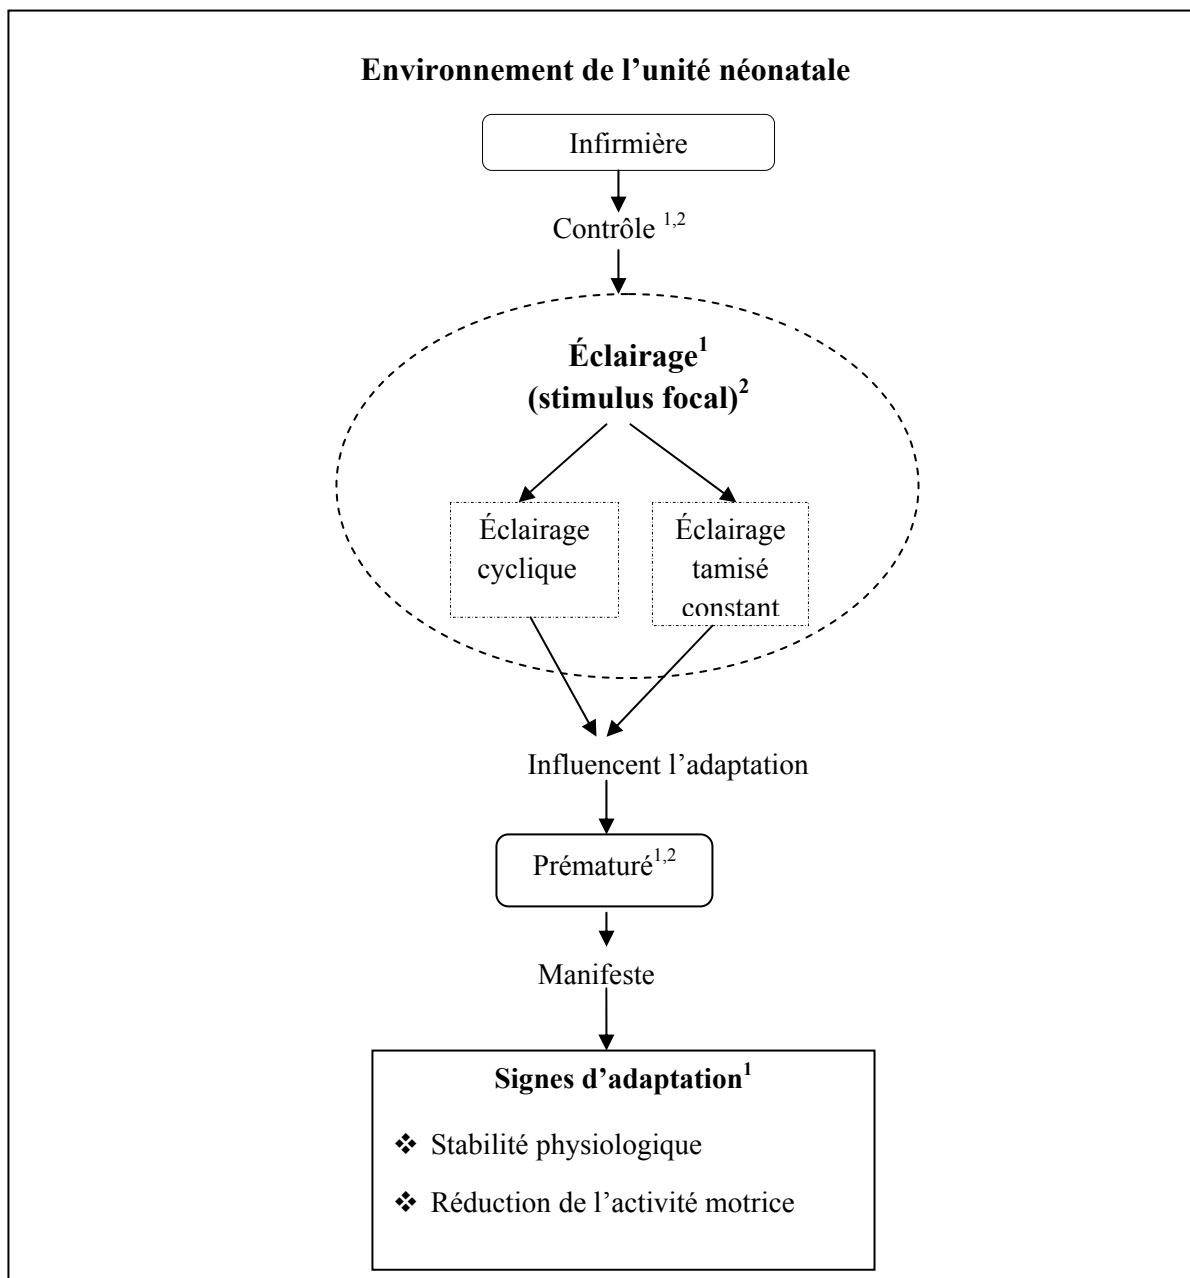 Environnement de l’unité néonatale
Infirmière
Contrôle 1,2
Éclairage1
(stimulus focal)2
Éclairage
cyclique
Éclairage
tamisé
constant
Influencent l’adaptation
Prématuré1,2
Manifeste
Signes d’adaptation1
❖ Stabilité physiologique
❖ Réduction de l’activité motrice